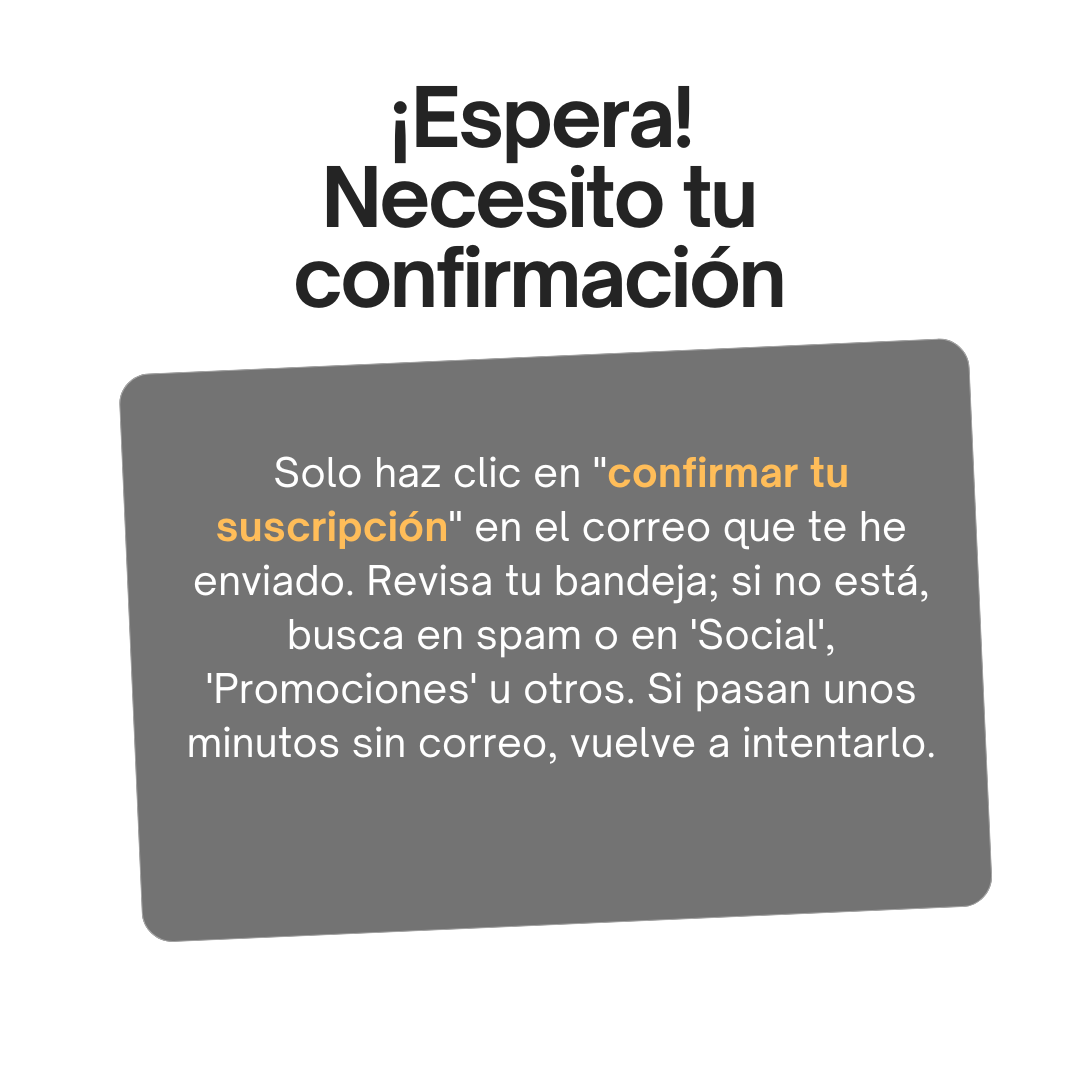 ¡Espera!
Necesito tu
confirmación
Solo haz clic en "confirmar tu
suscripción" en el correo que te he
enviado. Revisa tu bandeja; si no está,
busca en spam o en 'Social',
'Promociones' u otros. Si pasan unos
minutos sin correo, vuelve a intentarlo.